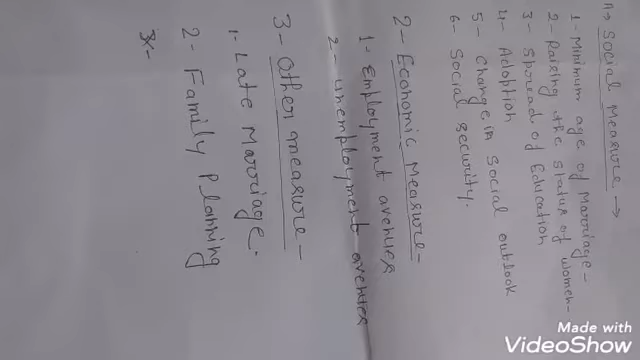 1→ Social Measure →
1- Minimum age of Marriage-
2- Raising the status of women-
3- Spread of Education
4- Adoption
5- Change in Social outlook
6- Social security.
2- Economic Measure-
1- Employment avenues
2- unemployment avenues
3- Other measure-
1. Late Marriage.
2- Family Planning
3-
Made with
VideoShow